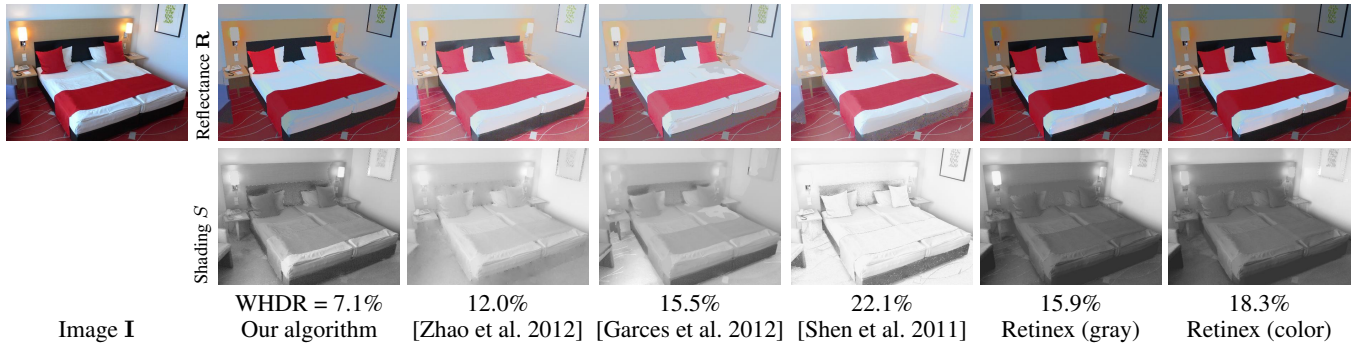 Reflectance R
Shading S
WHDR = 7.1% 12.0% 15.5% 22.1% 15.9% 18.3%
Image I Our algorithm [Zhao et al. 2012] [Garces et al. 2012] [Shen et al. 2011] Retinex (gray) Retinex (color)